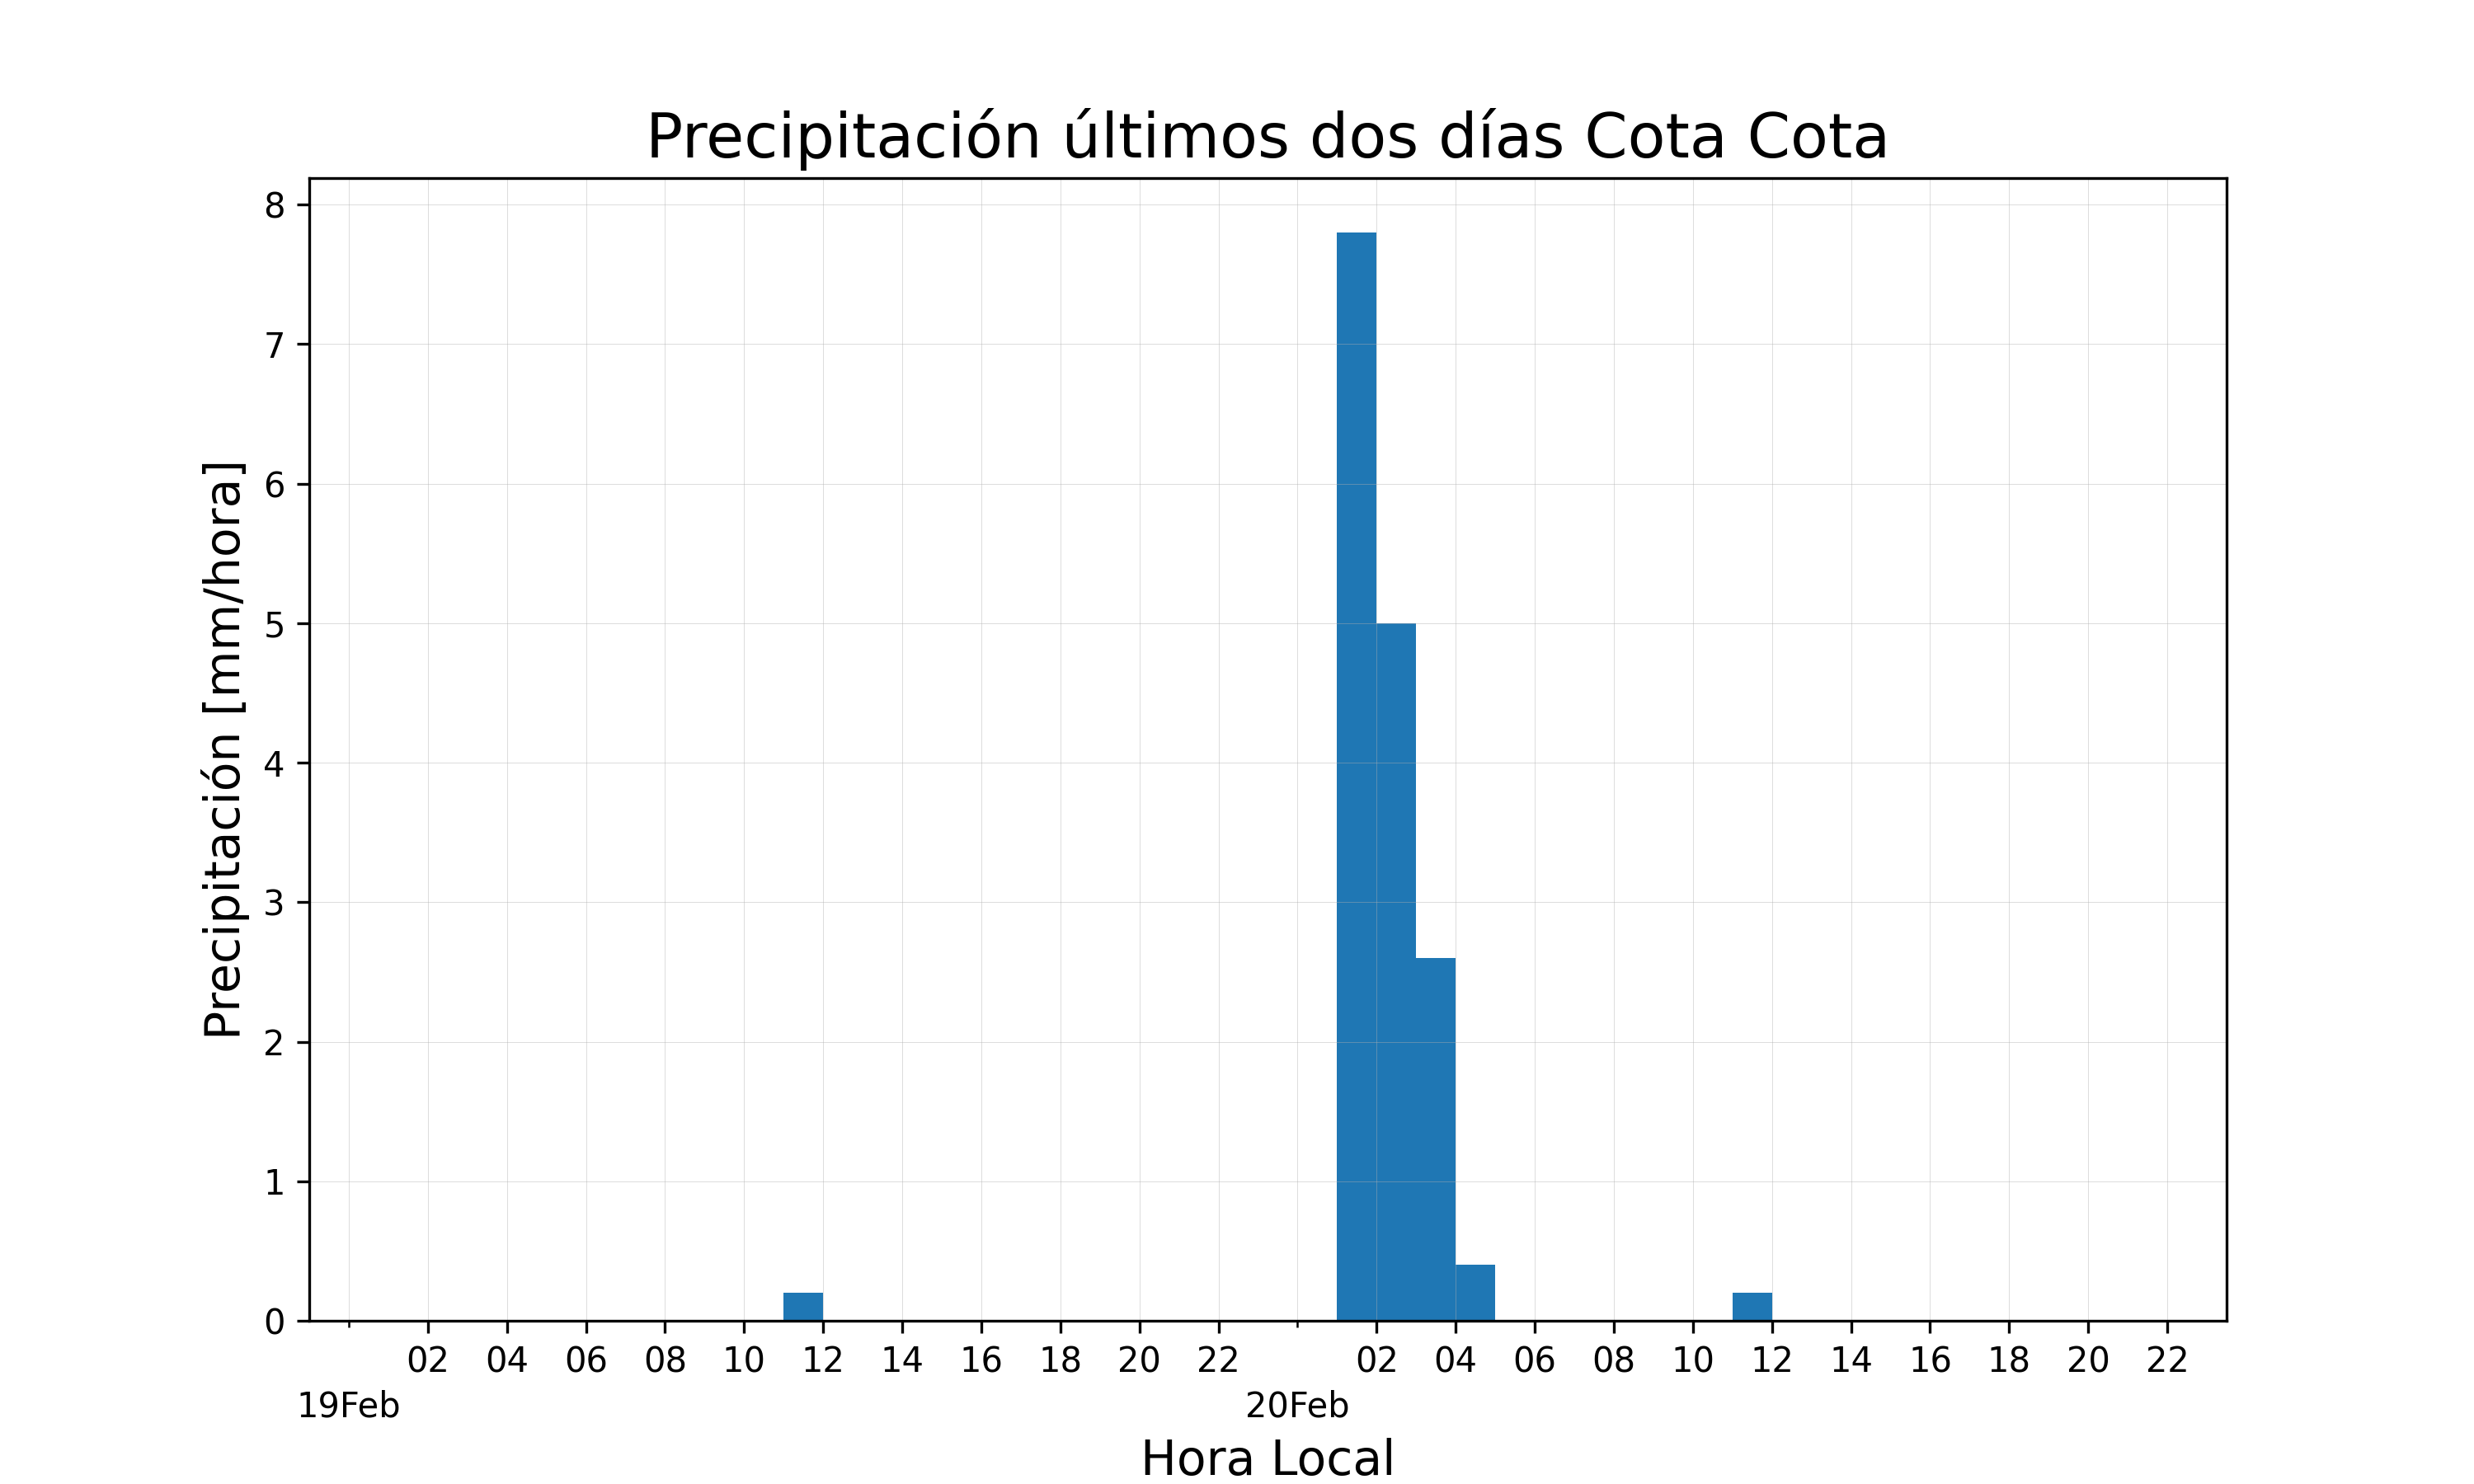 Precipitación últimos dos días Cota Cota
Precipitación [mm/hora]
8
7
6
5
4
3
2
1
0
02 04 06 08 10 12 14 16 18 20 22 02 04 06 08 10 12 14 16 18 20 22
19Feb 20Feb
Hora Local